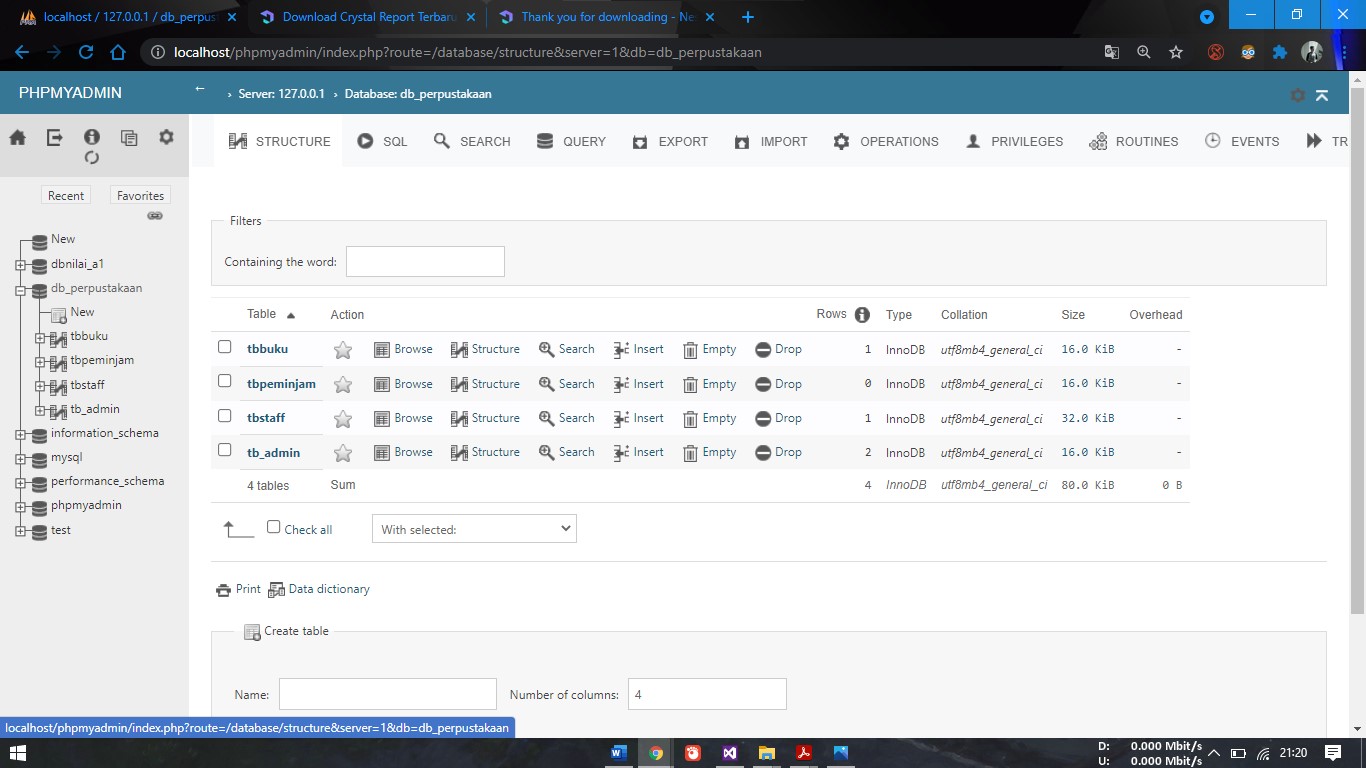 localhost / 127.0.0.1 / db_perpus
Download Crystal Report Terbaru
Thank you for downloading - Ne
localhost/phpmyadmin/index.php?route=/database/structure&server=1&db=db_perpustakaan
PHPMYADMIN
Server: 127.0.0.1 › Database: db_perpustakaan
STRUCTURE SQL SEARCH QUERY EXPORT IMPORT OPERATIONS PRIVILEGES ROUTINES EVENTS TR
Recent Favorites
New
dbnilai_a1
db_perpustakaan
New
tbbuku
tbpeminjam
tbstaff
tb_admin
information_schema
mysql
performance_schema
phpmyadmin
test
Filters
Containing the word:
Table Action Rows Type Collation Size Overhead
tbbuku Browse Structure Search Insert Empty Drop 1 InnoDB utf8mb4_general_ci 16.0 KiB -
tbpeminjam Browse Structure Search Insert Empty Drop 0 InnoDB utf8mb4_general_ci 16.0 KiB -
tbstaff Browse Structure Search Insert Empty Drop 1 InnoDB utf8mb4_general_ci 32.0 KiB -
tb_admin Browse Structure Search Insert Empty Drop 2 InnoDB utf8mb4_general_ci 16.0 KiB -
4 tables Sum 4 InnoDB utf8mb4_general_ci 80.0 KiB 0 B
Check all With selected:
Print Data dictionary
Create table
Name: Number of columns: 4
localhost/phpmyadmin/index.php?route=/database/structure&server=1&db=db_perpustakaan
D: 0.000 Mbit/s
U: 0.000 Mbit/s
21:20